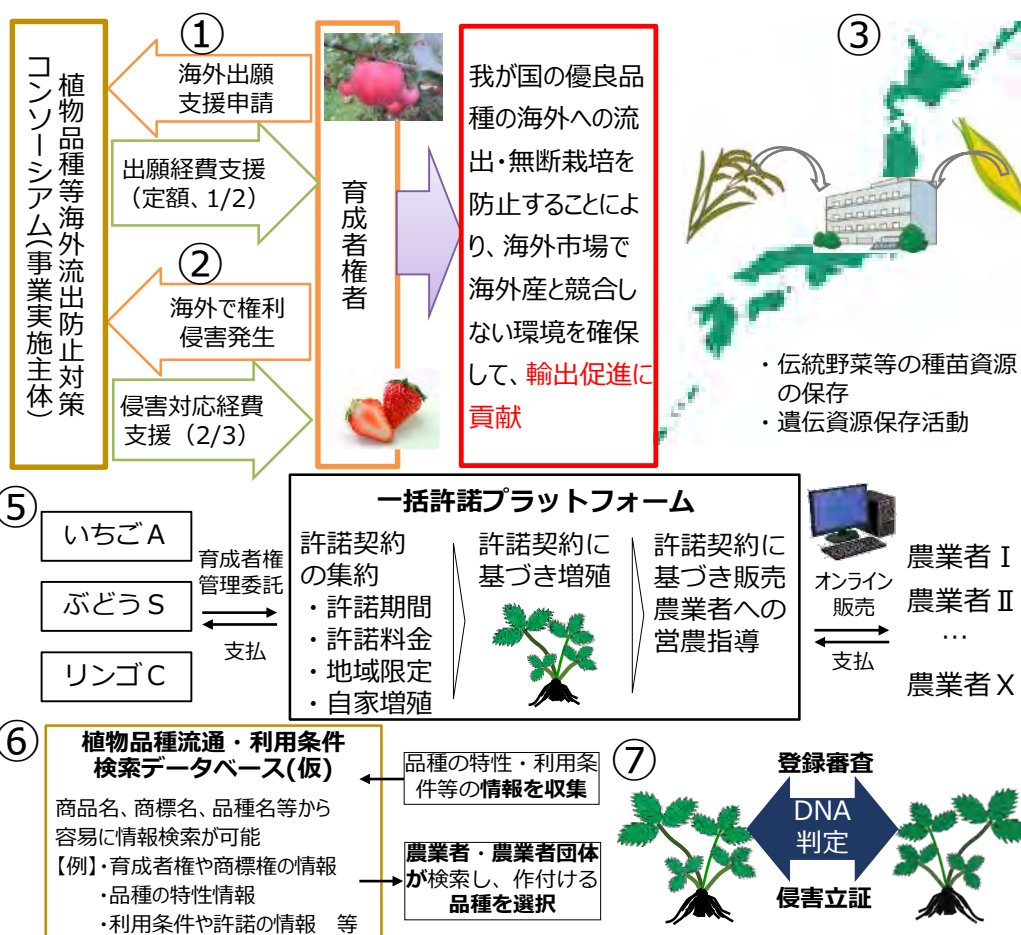 植物品種等海外流出防止対策
コンソーシアム(事業実施主体)
①
海外出願
支援申請
出願経費支援
（定額、1/2）
②
海外で権利
侵害発生
侵害対応経費
支援（2/3）
育成者権者
我が国の優良品
種の海外への流
出・無断栽培を
防止することによ
り、海外市場で
海外産と競合し
ない環境を確保
して、輸出促進に
貢献
③
・伝統野菜等の種苗資源
の保存
・遺伝資源保存活動
⑤
いちごA
ぶどうS
リンゴC
育成者権
管理委託
支払
一括許諾プラットフォーム
許諾契約
の集約
・許諾期間
・許諾料金
・地域限定
・自家増殖
許諾契約に
基づき増殖
許諾契約に
基づき販売
農業者への
営農指導
オンライン
販売
支払
農業者Ⅰ
農業者Ⅱ
…
農業者X
⑥
植物品種流通・利用条件
検索データベース(仮)
商品名、商標名、品種名等から
容易に情報検索が可能
【例】・育成者権や商標権の情報
・品種の特性情報
・利用条件や許諾の情報　等
品種の特性・利用条
件等の情報を収集
農業者・農業者団体
が検索し、作付ける
品種を選択
⑦
登録審査
DNA
判定
侵害立証